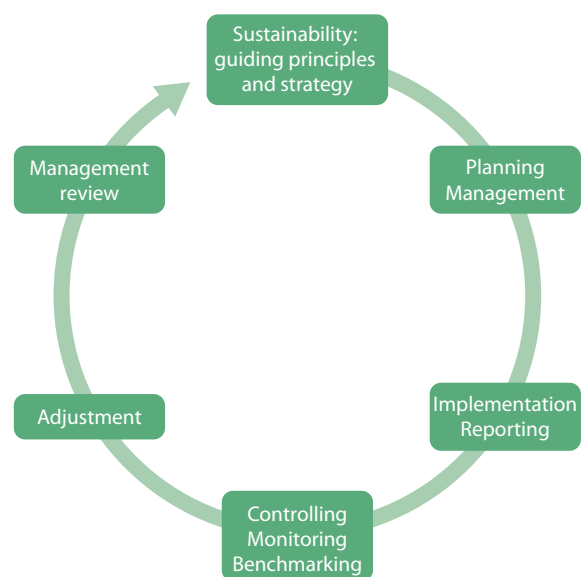 Sustainability:
guiding principles
and strategy
Planning
Management
Implementation
Reporting
Controlling
Monitoring
Benchmarking
Adjustment
Management
review